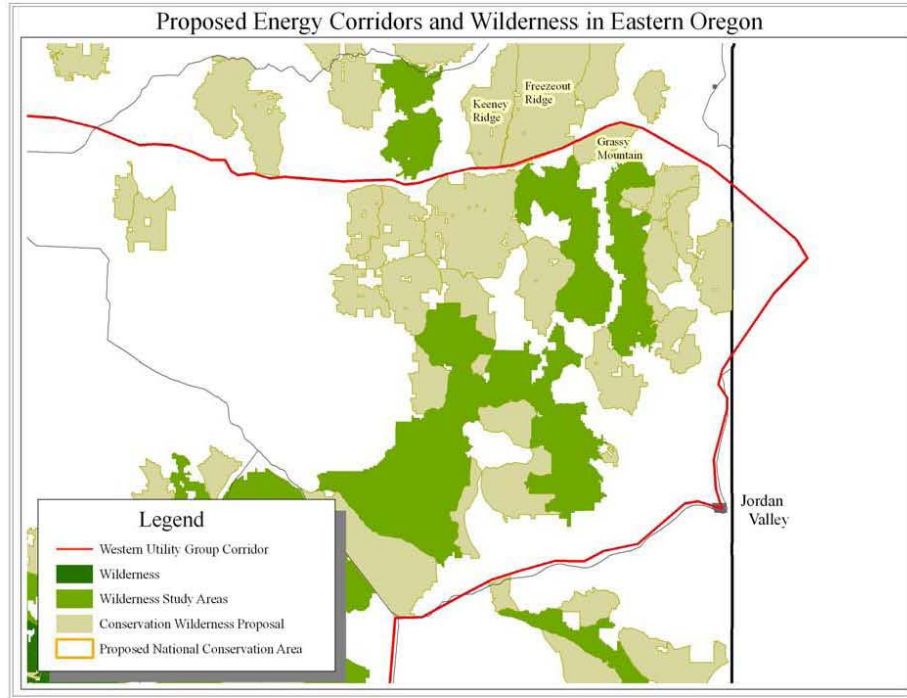 Proposed Energy Corridors and Wilderness in Eastern Oregon
Freezeout
Ridge
Keeney
Ridge
Grassy
Mountain
Jordan
Valley
Legend
Western Utility Group Corridor
Wilderness
Wilderness Study Areas
Conservation Wilderness Proposal
Proposed National Conservation Area